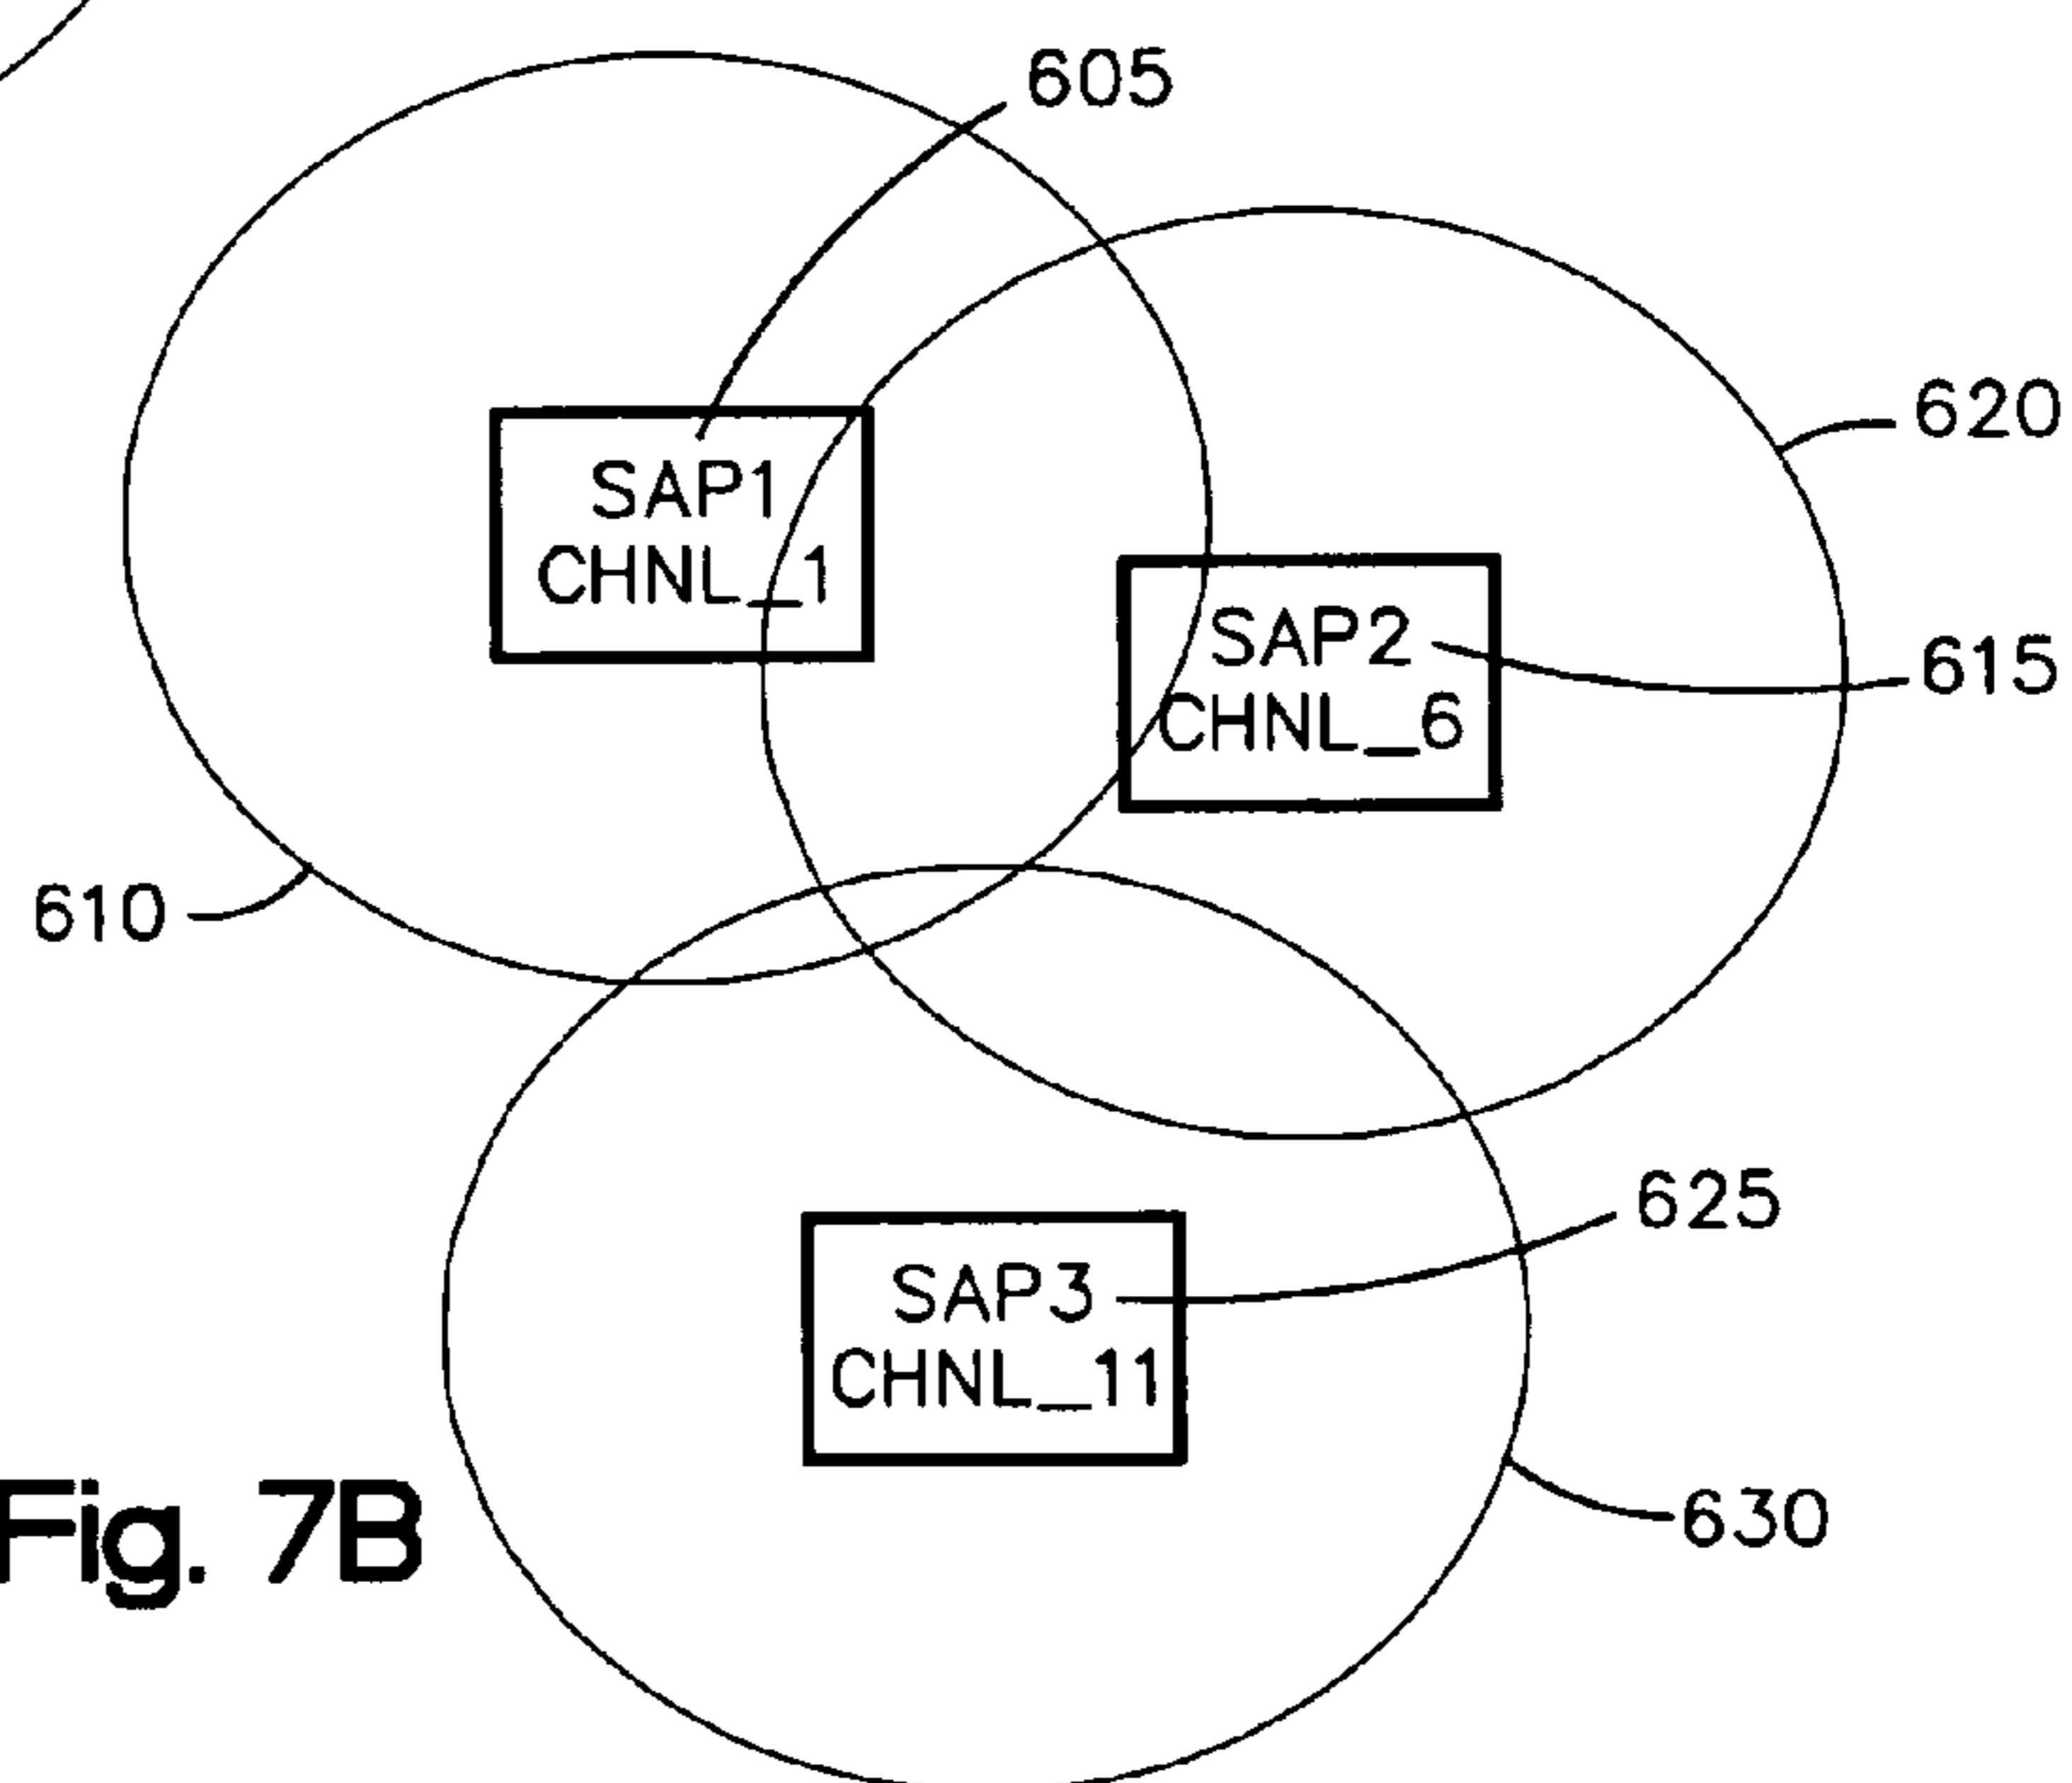 605
620
SAP1
CHNL_1
SAP2
CHNL_6
615
610
625
SAP3
CHNL_11
630
Fig. 7B